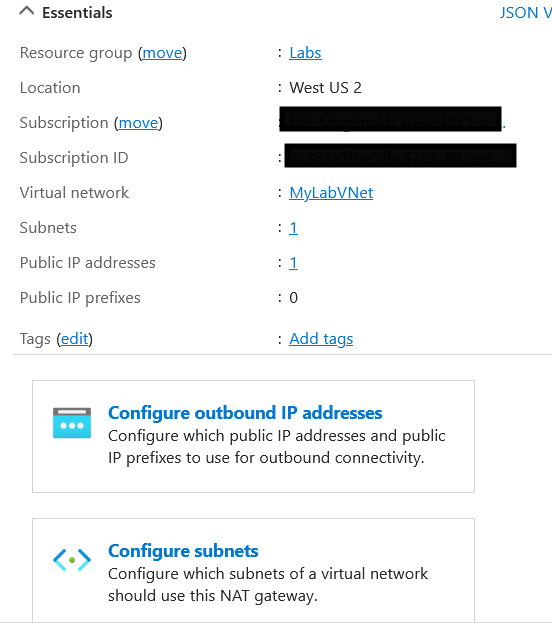 Essentials
JSON V
Resource group (move) : Labs
Location : West US 2
Subscription (move) :
Subscription ID :
Virtual network : MyLabVNet
Subnets : 1
Public IP addresses : 1
Public IP prefixes : 0
Tags (edit) : Add tags
Configure outbound IP addresses
Configure which public IP addresses and public
IP prefixes to use for outbound connectivity.
Configure subnets
Configure which subnets of a virtual network
should use this NAT gateway.